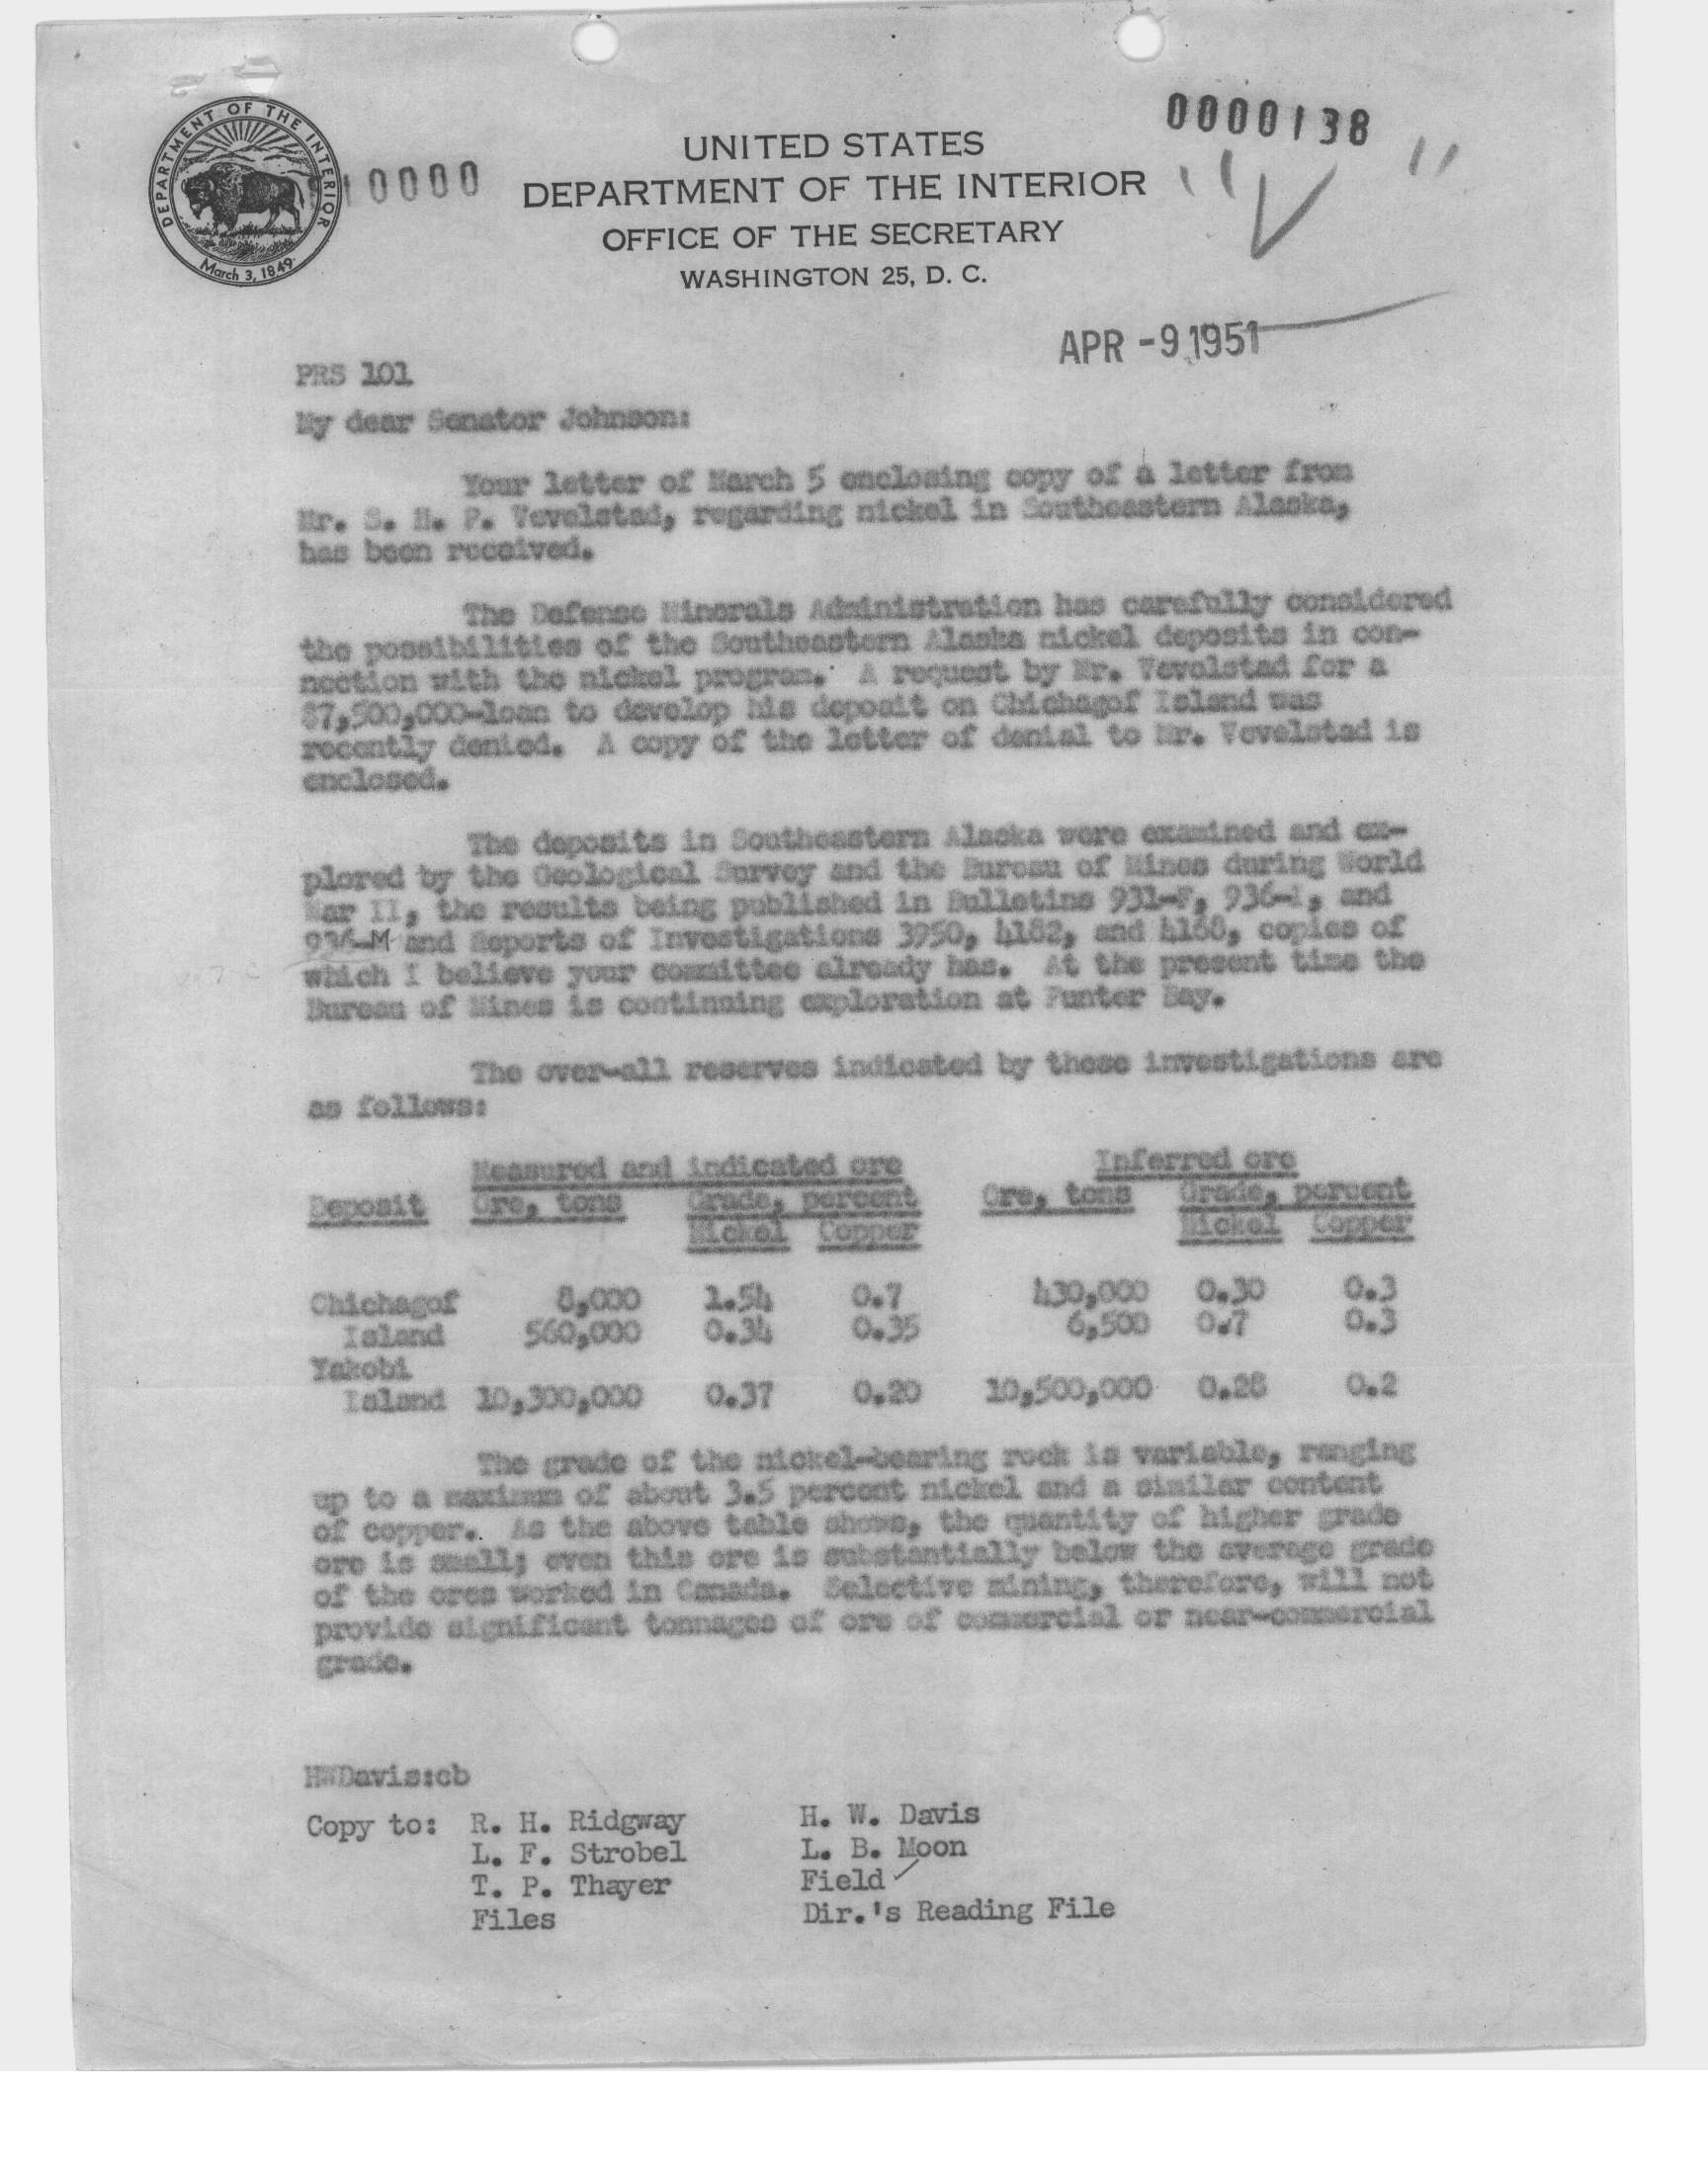 0000138
DEPARTMENT OF THE INTERIOR
March 3, 1849
10000
UNITED STATES
DEPARTMENT OF THE INTERIOR
OFFICE OF THE SECRETARY
WASHINGTON 25, D. C.
APR -9 1951
PRS 101
My dear Senator Johnson:
Your letter of March 5 enclosing copy of a letter from
Mr. S. H. P. Vevelstad, regarding nickel in Southeastern Alaska,
has been received.
The Defense Minerals Administration has carefully considered
the possibilities of the Southeastern Alaska nickel deposits in con-
nection with the nickel program. A request by Mr. Vevelstad for a
$7,500,000-loan to develop his deposit on Chichagof Island was
recently denied. A copy of the letter of denial to Mr. Vevelstad is
enclosed.
The deposits in Southeastern Alaska were examined and ex-
plored by the Geological Survey and the Bureau of Mines during World
War II, the results being published in Bulletins 931-F, and
936-M and Reports of Investigations 3950, 4182, and copies of
which I believe your committee already has. At the present time the
Bureau of Mines is continuing exploration at Funter Bay.
The over-all reserves indicated by these investigations are
as follows:
Measured and indicated ore Inferred ore
Deposit Ore, tons Grade, percent Ore, tons Grade, percent
Nickel Copper Nickel Copper
Chichagof 8,000 1.54 0.7 430,000 0.30 0.3
Island 560,000 0.34 0.35 6,500 0.7 0.3
Yakobi
Island 10,300,000 0.37 0.20 10,500,000 0.28 0.2
The grade of the nickel-bearing rock is variable, ranging
up to a maximum of about 3.5 percent nickel and a similar content
of copper. As the above table shows, the quantity of higher grade
ore is small; even this ore is substantially below the average grade
of the ores worked in Canada. Selective mining, therefore, will not
provide significant tonnages of ore of commercial or near-commercial
grade.
HWDavis:cb
Copy to: R. H. Ridgway H. W. Davis
L. F. Strobel L. B. Moon
T. P. Thayer Field
Files Dir.'s Reading File